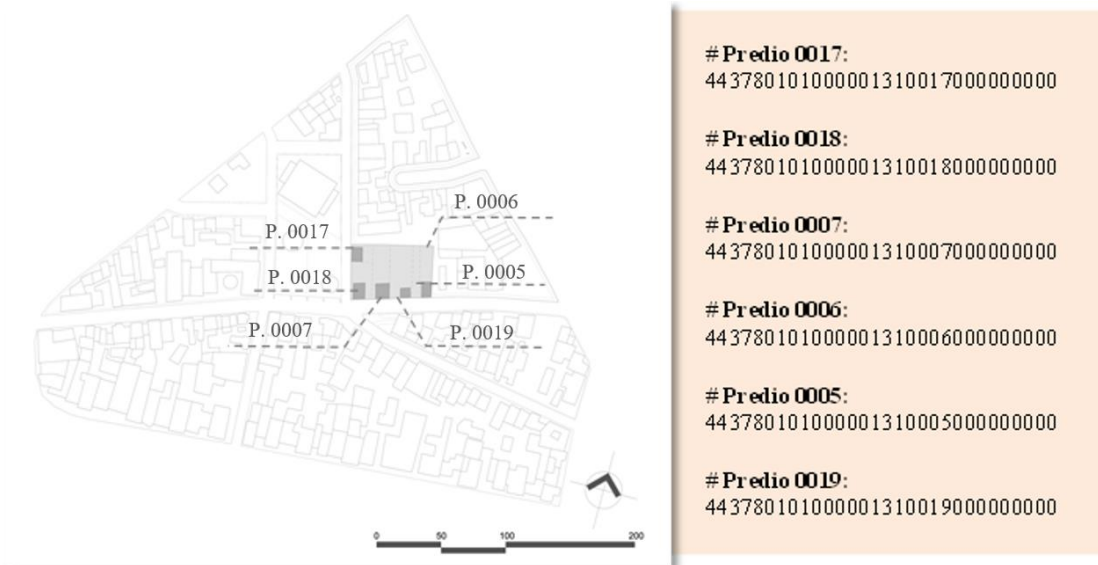 P. 0006
P. 0017
P. 0018
P. 0005
P. 0007
P. 0019
0 50 100 200
# Predio 0017:
443780101000001310017000000000
# Predio 0018:
443780101000001310018000000000
# Predio 0007:
443780101000001310007000000000
# Predio 0006:
443780101000001310006000000000
# Predio 0005:
443780101000001310005000000000
# Predio 0019:
443780101000001310019000000000